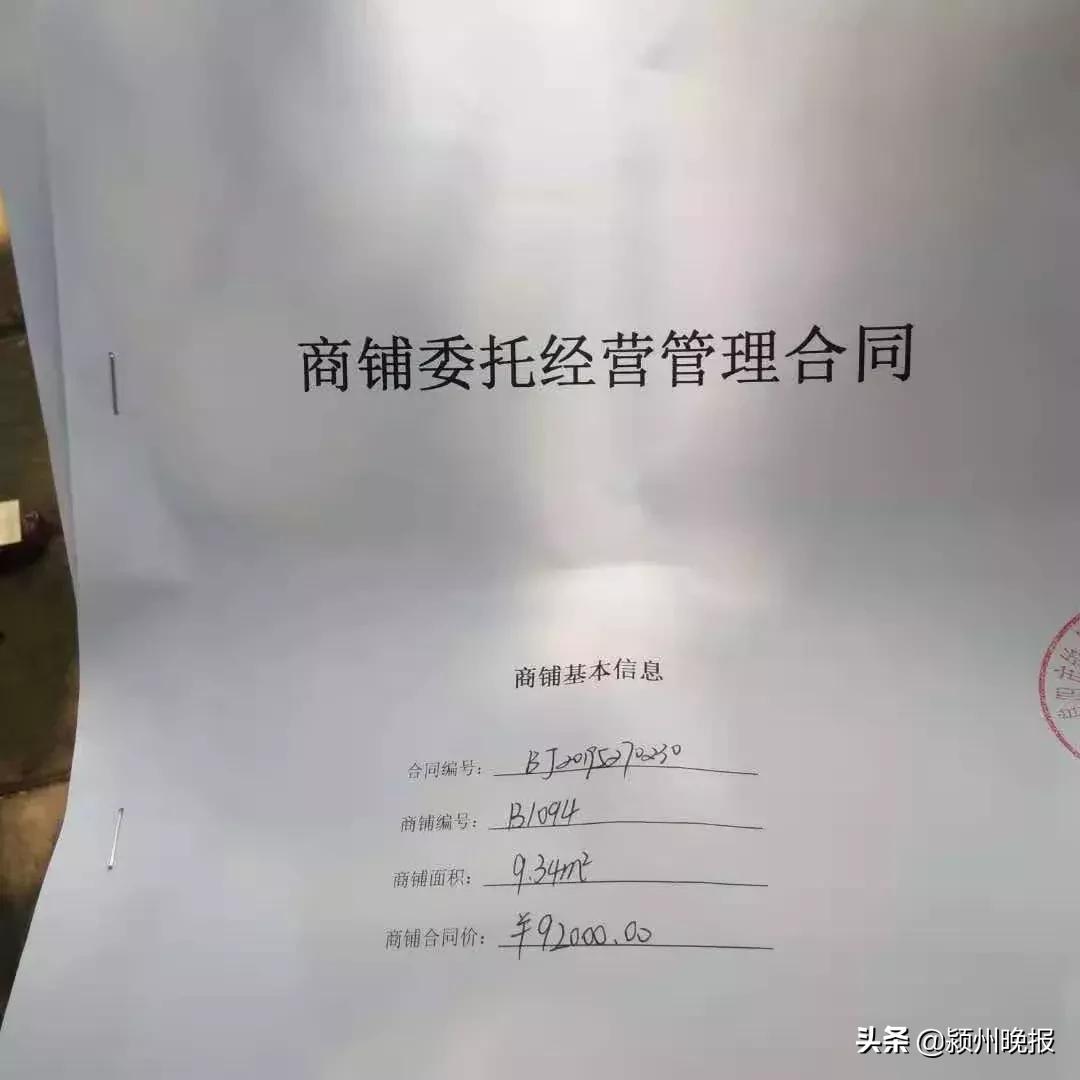 商铺委托经营管理合同
商铺基本信息
合同编号: BJ20195270230
商铺编号: B1094
商铺面积: 9.34m²
商铺合同价: ¥92000.00
头条 @颍州晚报